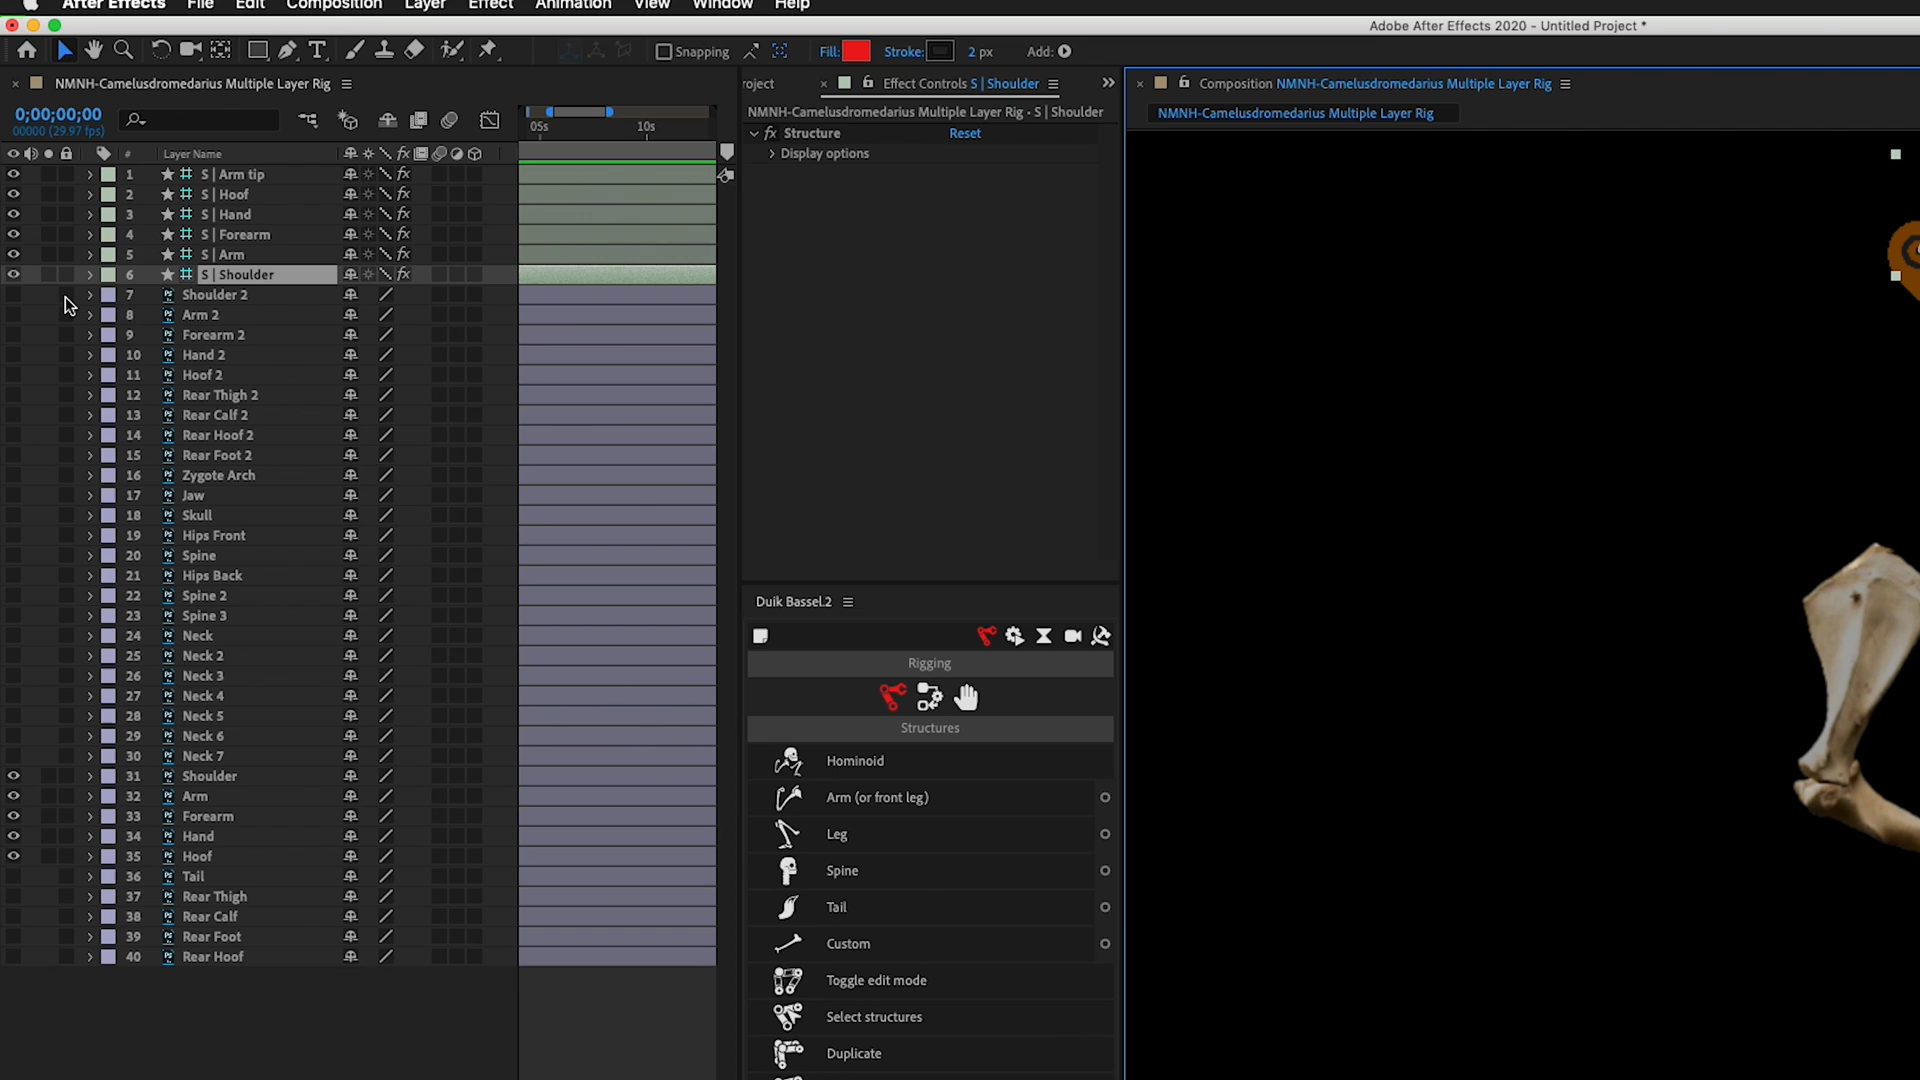 After Effects File Edit Composition Layer Effect Animation View Window Help
Adobe After Effects 2020 - Untitled Project *
Snapping Fill: Stroke: 2 px Add:
NMNH-Camelusdromedarius Multiple Layer Rig
0;00;00;00
00000 (29.97 fps)
05s 10s
# Layer Name
1 S | Arm tip
2 S | Hoof
3 S | Hand
4 S | Forearm
5 S | Arm
6 S | Shoulder
7 Shoulder 2
8 Arm 2
9 Forearm 2
10 Hand 2
11 Hoof 2
12 Rear Thigh 2
13 Rear Calf 2
14 Rear Hoof 2
15 Rear Foot 2
16 Zygote Arch
17 Jaw
18 Skull
19 Hips Front
20 Spine
21 Hips Back
22 Spine 2
23 Spine 3
24 Neck
25 Neck 2
26 Neck 3
27 Neck 4
28 Neck 5
29 Neck 6
30 Neck 7
31 Shoulder
32 Arm
33 Forearm
34 Hand
35 Hoof
36 Tail
37 Rear Thigh
38 Rear Calf
39 Rear Foot
40 Rear Hoof
roject Effect Controls S | Shoulder
NMNH-Camelusdromedarius Multiple Layer Rig - S | Shoulder
fx Structure Reset
Display options
Duik Bassel.2
Rigging
Structures
Hominoid
Arm (or front leg)
Leg
Spine
Tail
Custom
Toggle edit mode
Select structures
Duplicate
Composition NMNH-Camelusdromedarius Multiple Layer Rig
NMNH-Camelusdromedarius Multiple Layer Rig